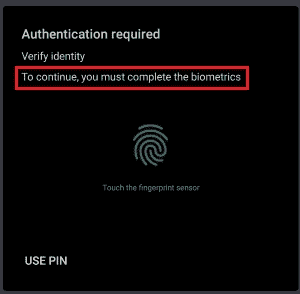 Authentication required
Verify identity
To continue, you must complete the biometrics
Touch the fingerprint sensor
USE PIN